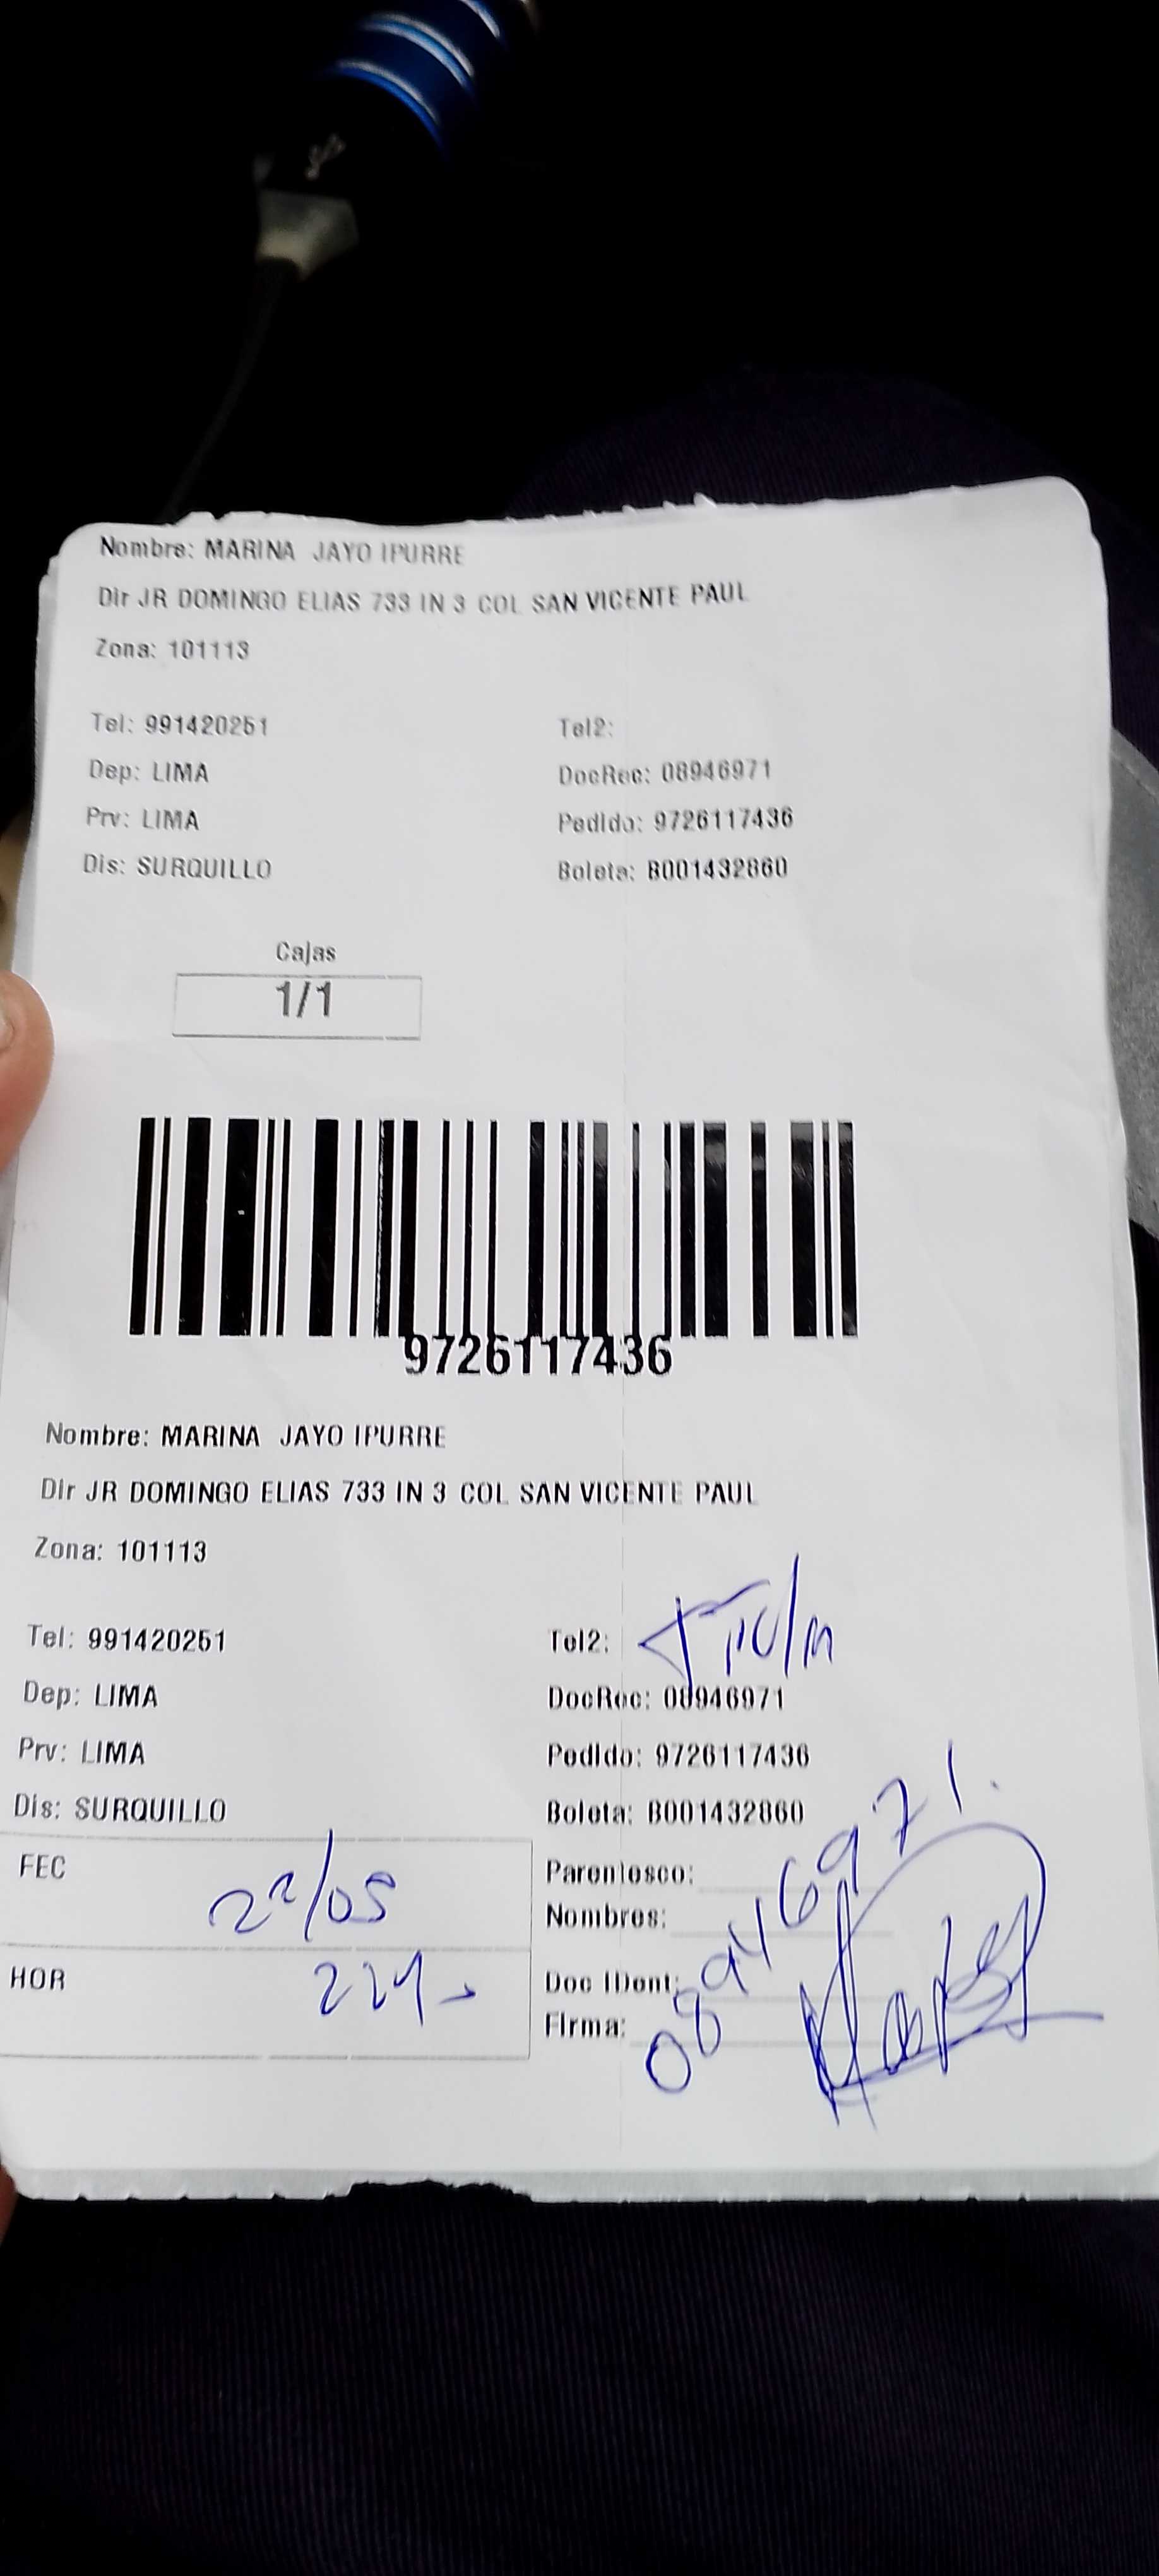 Nombre: MARINA JAYO IPURRE
Dir JR DOMINGO ELIAS 733 IN 3 COL SAN VICENTE PAUL
Zona: 101113
Tel: 991420251 Tel2:
Dep: LIMA DocRec: 08946971
Prv: LIMA Pedido: 9726117436
Dis: SURQUILLO Boleta: B001432860
Cajas
1/1
9726117436
Nombre: MARINA JAYO IPURRE
Dir JR DOMINGO ELIAS 733 IN 3 COL SAN VICENTE PAUL
Zona: 101113
Tel: 991420251 Tel2:
Dep: LIMA DocRec: 08946971
Prv: LIMA Pedido: 9726117436
Dis: SURQUILLO Boleta: B001432860
FEC 22/05 Parentesco:
Nombres:
HOR Doc IDent: 08946971.
Firma: